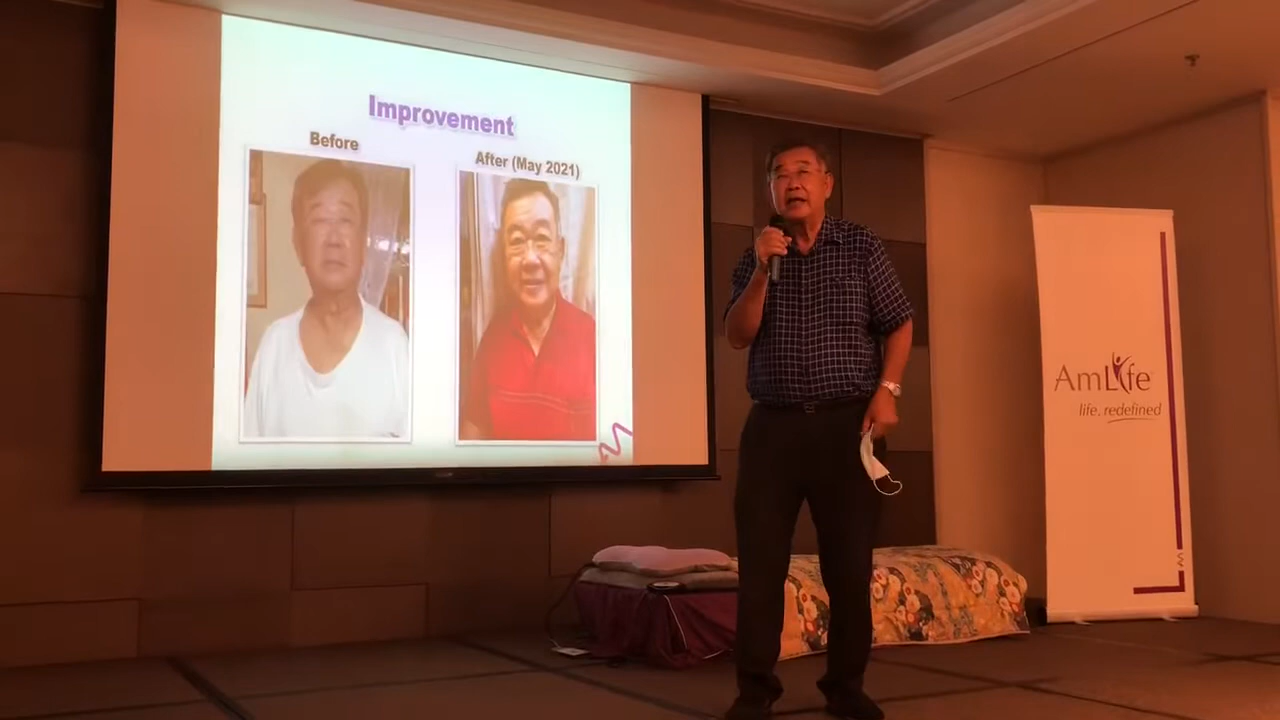 Improvement
Before
After (May 2021)
AmLife
life. redefined